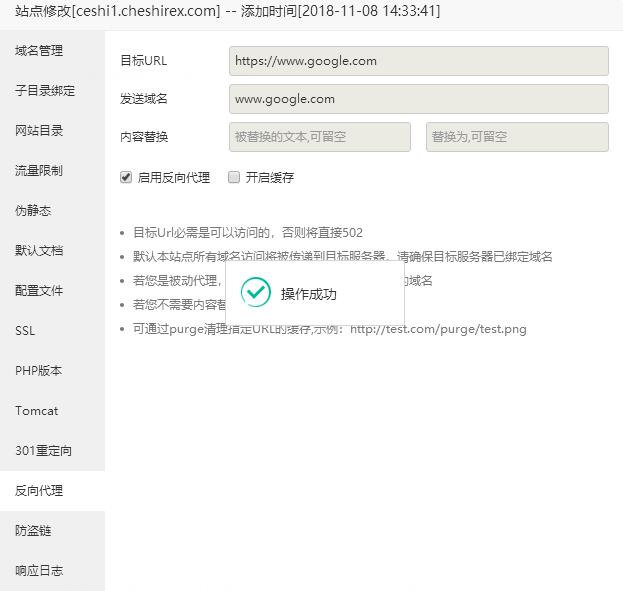 站点修改[ceshi1.cheshirex.com] -- 添加时间[2018-11-08 14:33:41]
域名管理
子目录绑定
网站目录
流量限制
伪静态
默认文档
配置文件
SSL
PHP版本
Tomcat
301重定向
反向代理
防盗链
响应日志
目标URL https://www.google.com
发送域名 www.google.com
内容替换 被替换的文本,可留空 替换为,可留空
启用反向代理 开启缓存
目标Url必需是可以访问的，否则将直接502
默认本站点所有域名访问将被传递到目标服务器，请确保目标服务器已绑定域名
若您是被动代理， 的域名
操作成功
若您不需要内容替
可通过purge清理指定URL的缓存,示例：http://test.com/purge/test.png